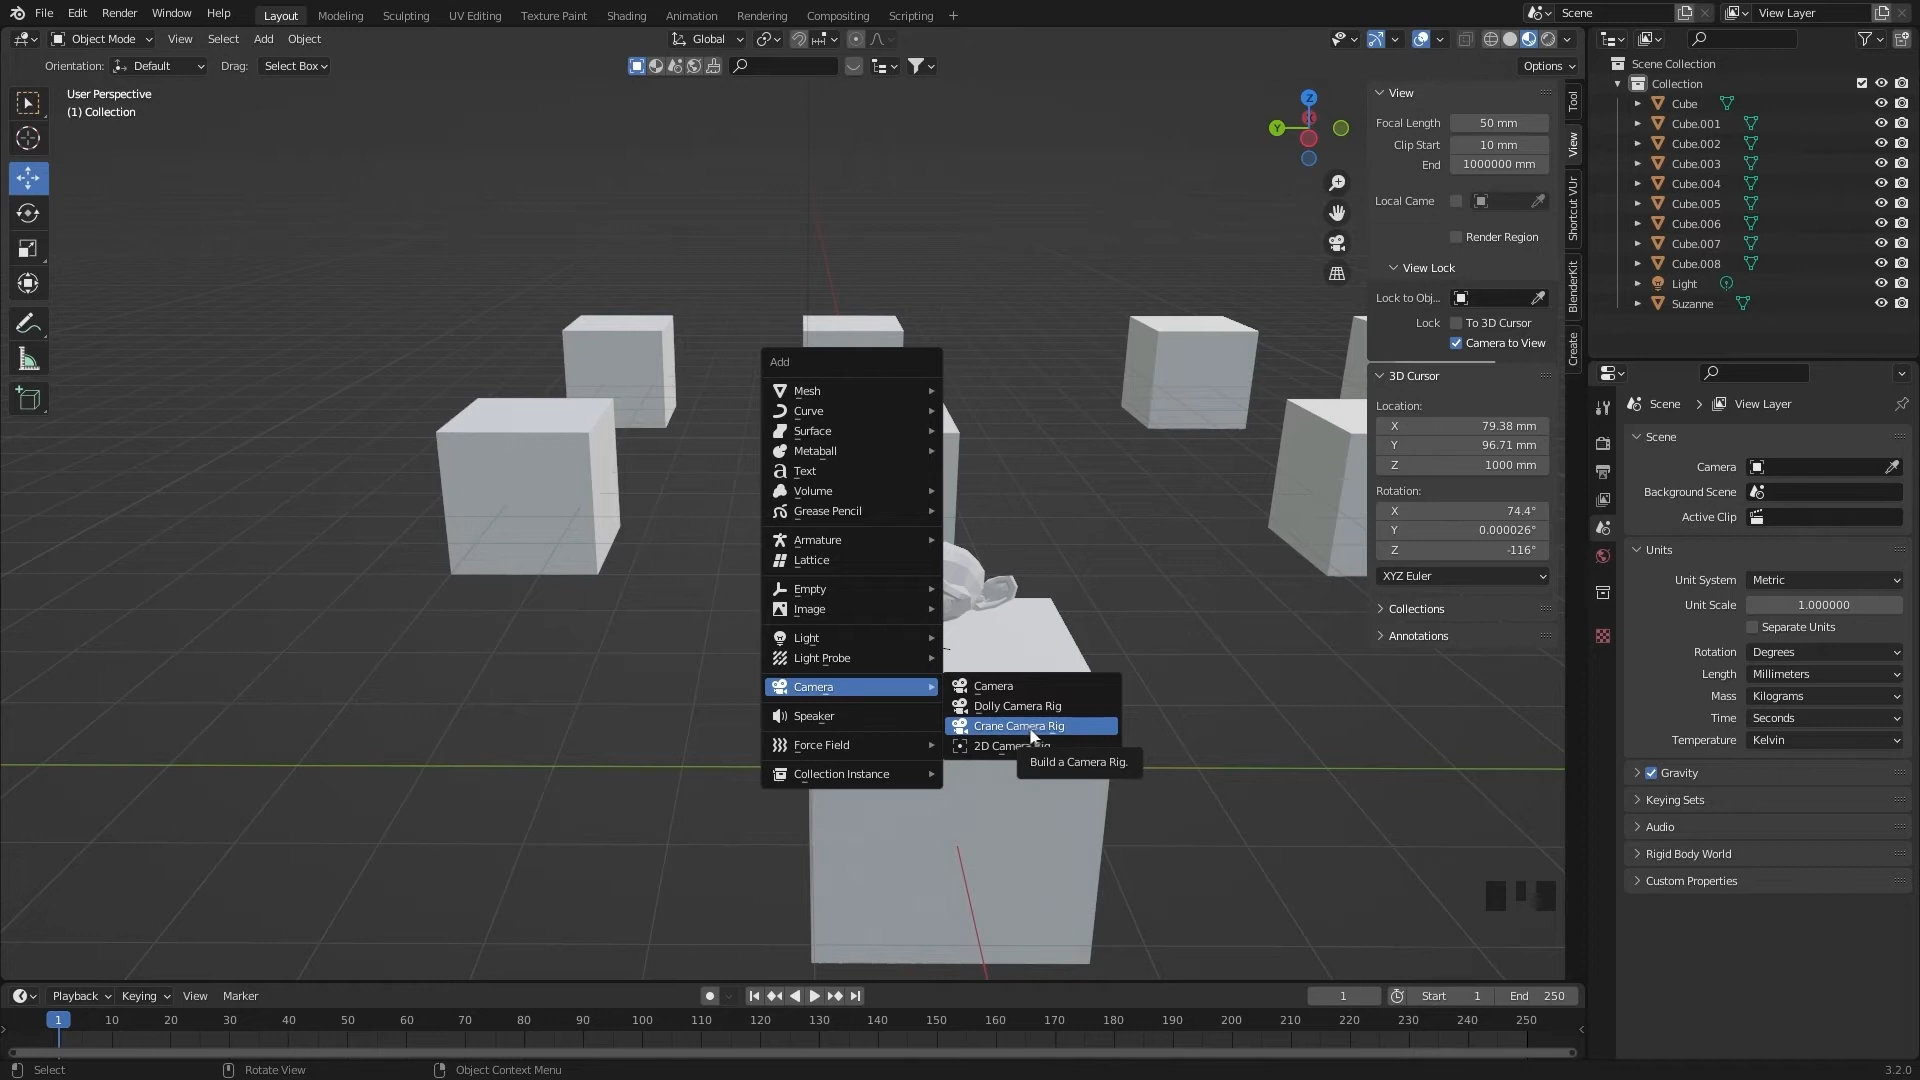 File Edit Render Window Help Layout Modeling Sculpting UV Editing Texture Paint Shading Animation Rendering Compositing Scripting + Scene View Layer
Object Mode View Select Add Object Global
Orientation: Default Drag: Select Box Options
User Perspective
(1) Collection
Z
Y
Add
Mesh
Curve
Surface
Metaball
Text
Volume
Grease Pencil
Armature
Lattice
Empty
Image
Light
Light Probe
Camera
Speaker
Force Field
Collection Instance
Camera
Dolly Camera Rig
Crane Camera Rig
2D Camera Rig
Build a Camera Rig.
View
Focal Length 50 mm
Clip Start 10 mm
End 1000000 mm
Local Came
Render Region
View Lock
Lock to Obj...
Lock To 3D Cursor
Camera to View
3D Cursor
Location:
X 79.38 mm
Y 96.71 mm
Z 1000 mm
Rotation:
X 74.4°
Y 0.000026°
Z -116°
XYZ Euler
Collections
Annotations
Tool
View
Shortcut VUr
BlenderKit
Create
Scene Collection
Collection
Cube
Cube.001
Cube.002
Cube.003
Cube.004
Cube.005
Cube.006
Cube.007
Cube.008
Light
Suzanne
Scene > View Layer
Scene
Camera
Background Scene
Active Clip
Units
Unit System Metric
Unit Scale 1.000000
Separate Units
Rotation Degrees
Length Millimeters
Mass Kilograms
Time Seconds
Temperature Kelvin
Gravity
Keying Sets
Audio
Rigid Body World
Custom Properties
Playback Keying View Marker 1 Start 1 End 250
1 10 20 30 40 50 60 70 80 90 100 110 120 130 140 150 160 170 180 190 200 210 220 230 240 250
Select Rotate View Object Context Menu 3.2.0